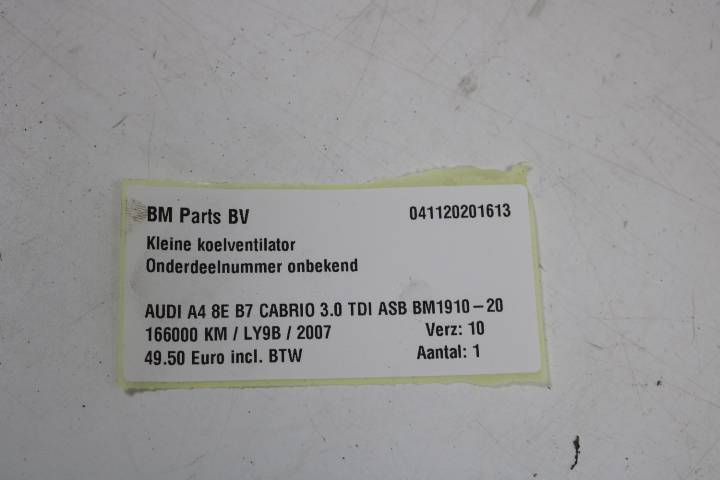 BM Parts BV 041120201613
Kleine koelventilator
Onderdeelnummer onbekend
AUDI A4 8E B7 CABRIO 3.0 TDI ASB BM1910-20
166000 KM / LY9B / 2007 Verz: 10
49.50 Euro incl. BTW Aantal: 1